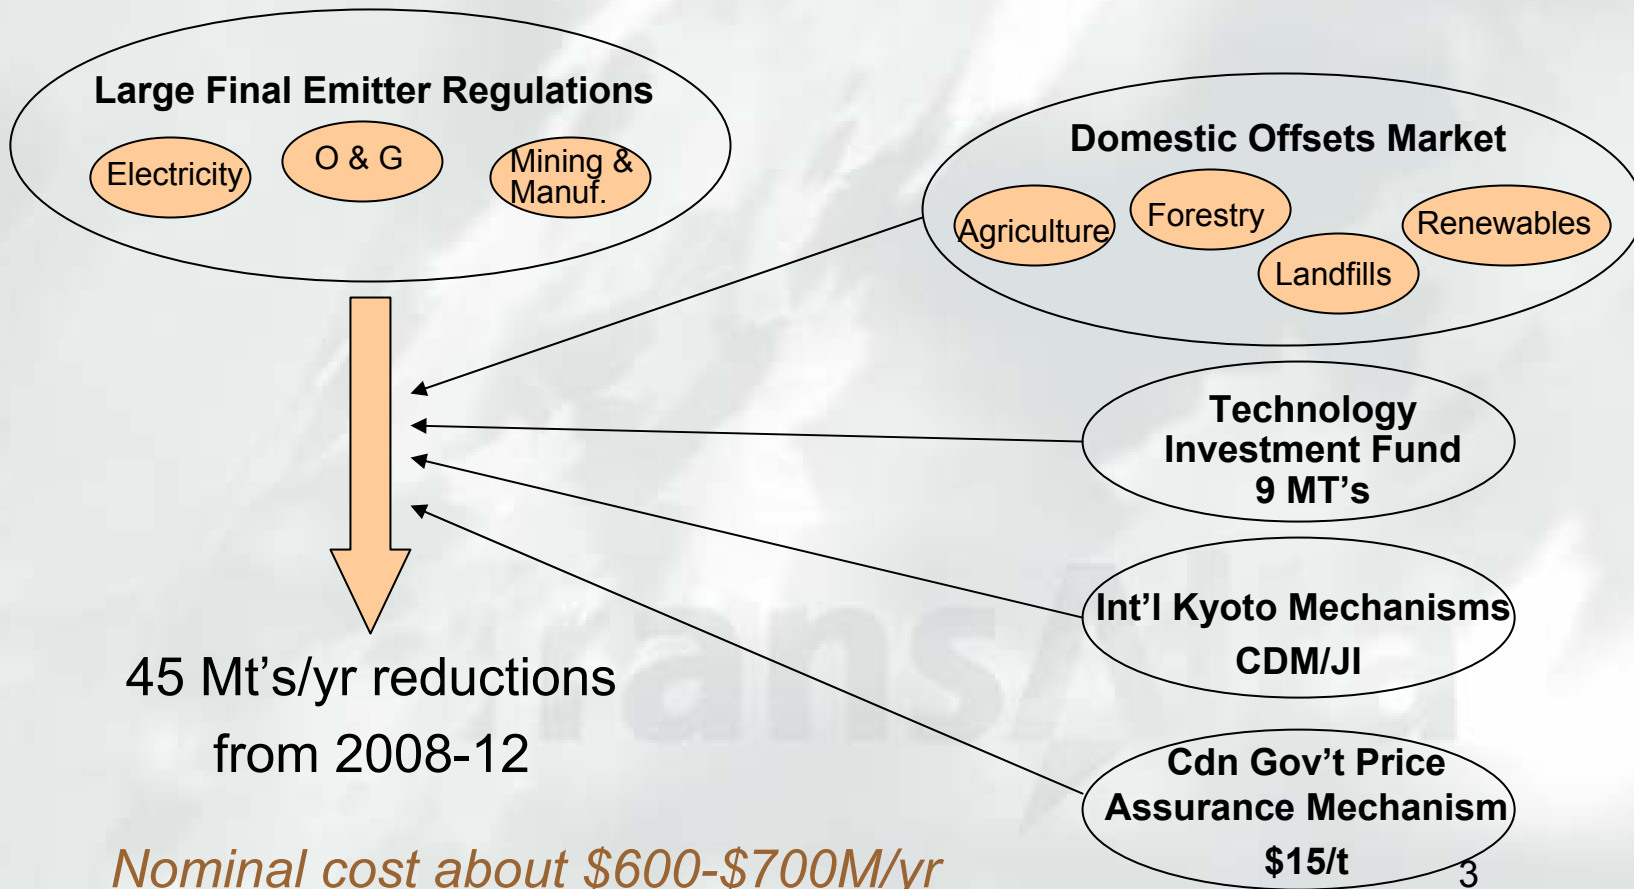 Large Final Emitter Regulations
Electricity
O & G
Mining &
Manuf.
Domestic Offsets Market
Agriculture
Forestry
Landfills
Renewables
Technology
Investment Fund
9 MT's
Int'l Kyoto Mechanisms
CDM/JI
Cdn Gov't Price
Assurance Mechanism
$15/t
45 Mt's/yr reductions
from 2008-12
Nominal cost about $600-$700M/yr
TransAlta
3